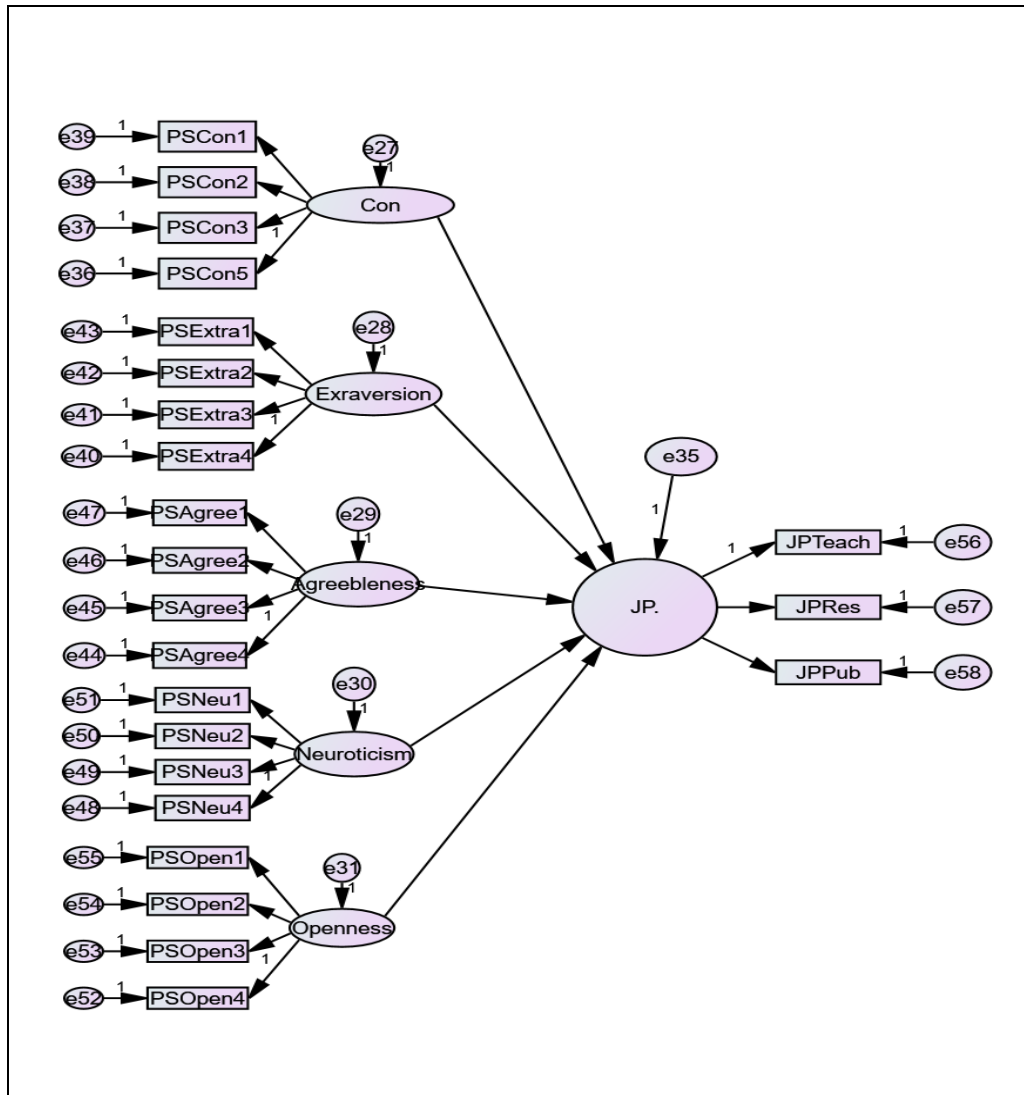 e39 1 PSCon1
e38 1 PSCon2
e37 1 PSCon3
e36 1 PSCon5
1
e27
1
Con
e43 1 PSExtra1
e42 1 PSExtra2
e41 1 PSExtra3
e40 1 PSExtra4
1
e28
1
Exraversion
e47 1 PSAgree1
e46 1 PSAgree2
e45 1 PSAgree3
e44 1 PSAgree4
1
e29
1
Agreebleness
e51 1 PSNeu1
e50 1 PSNeu2
e49 1 PSNeu3
e48 1 PSNeu4
1
e30
1
Neuroticism
e55 1 PSOpen1
e54 1 PSOpen2
e53 1 PSOpen3
e52 1 PSOpen4
1
e31
1
Openness
e35
1
JP.
1 JPTeach 1 e56
JPRes 1 e57
JPPub 1 e58